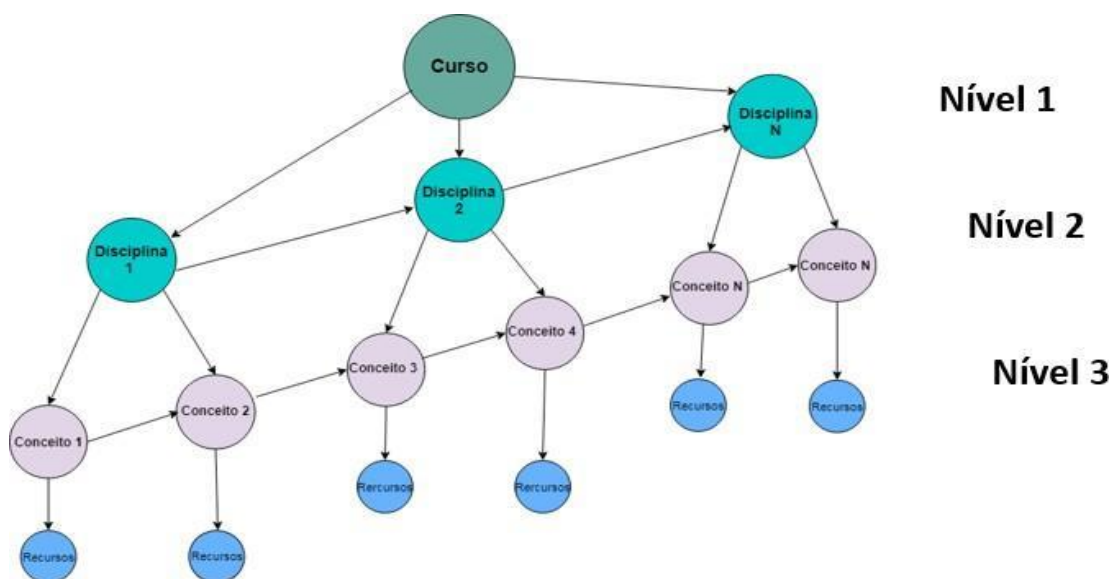 Curso
Nível 1
Disciplina
N
Disciplina
2
Nível 2
Disciplina
1
Conceito N
Conceito N
Conceito 4
Conceito 3
Nível 3
Conceito 2
Conceito 1
Recursos
Recursos
Rercursos
Rercursos
Recursos
Recursos